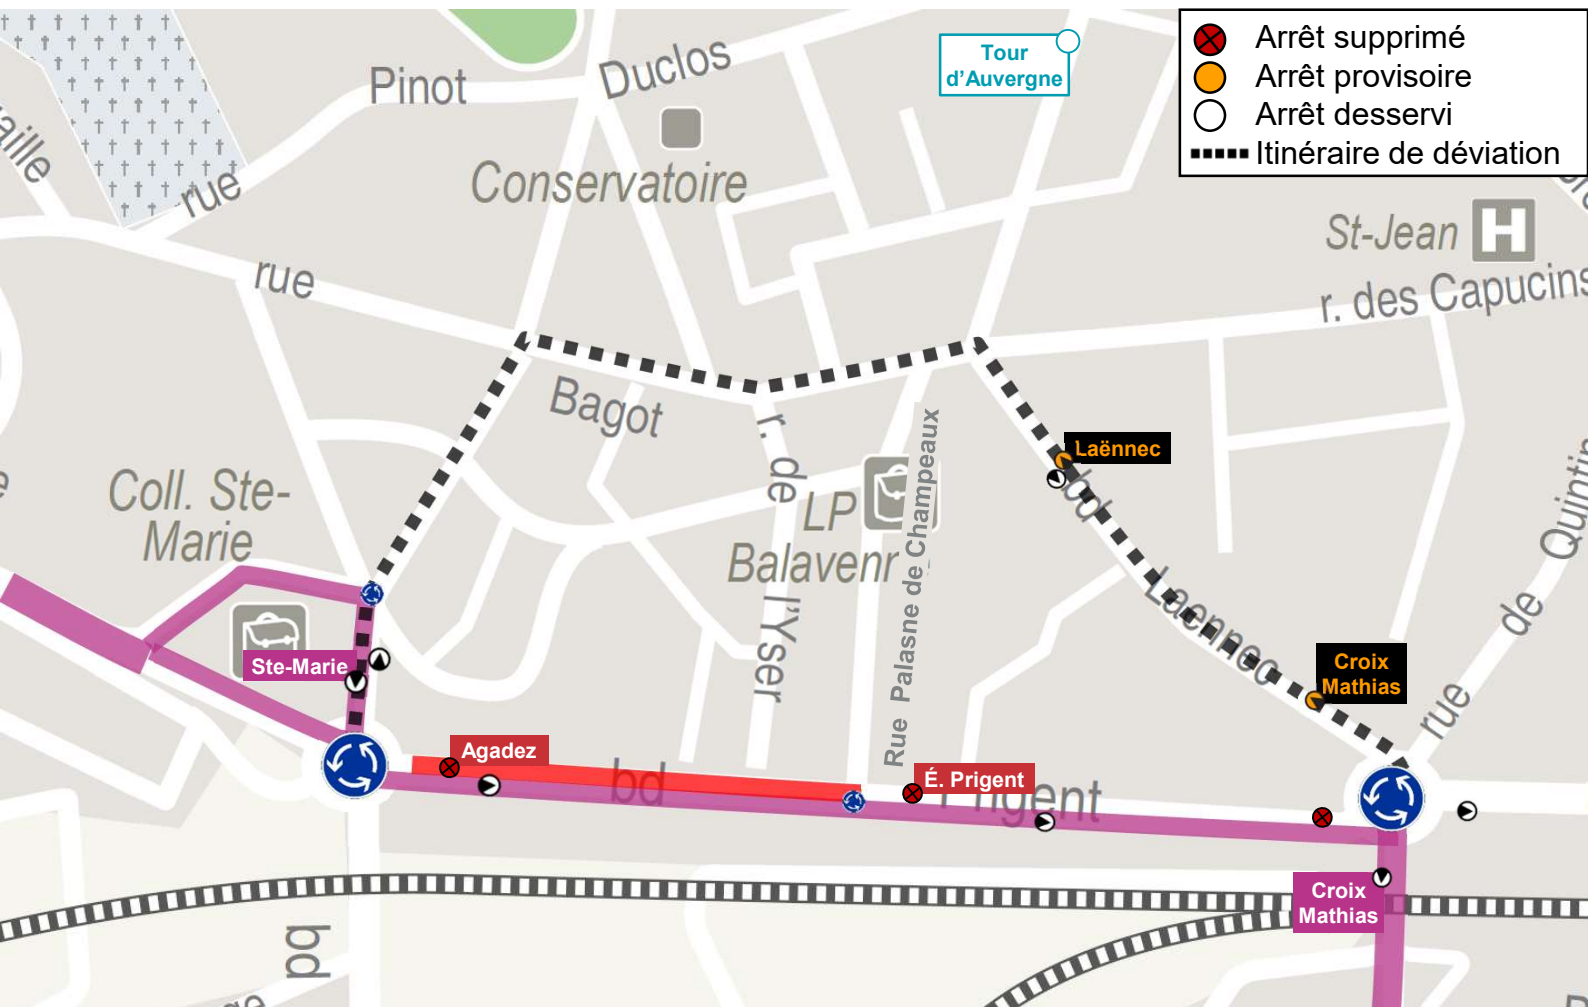 Arrêt supprimé
Arrêt provisoire
Arrêt desservi
Itinéraire de déviation
Tour
d'Auvergne
Pinot
Duclos
rue
Conservatoire
St-Jean
H
r. des Capucins
rue
Bagot
r. de l'Yser
Coll. Ste-
Marie
LP
Rue Palasne de Champeaux
Laënnec
bd Laennec
Croix
Mathias
rue de Quintin
Ste-Marie
Agadez
É. Prigent
bd Prigent
Croix
Mathias
bd